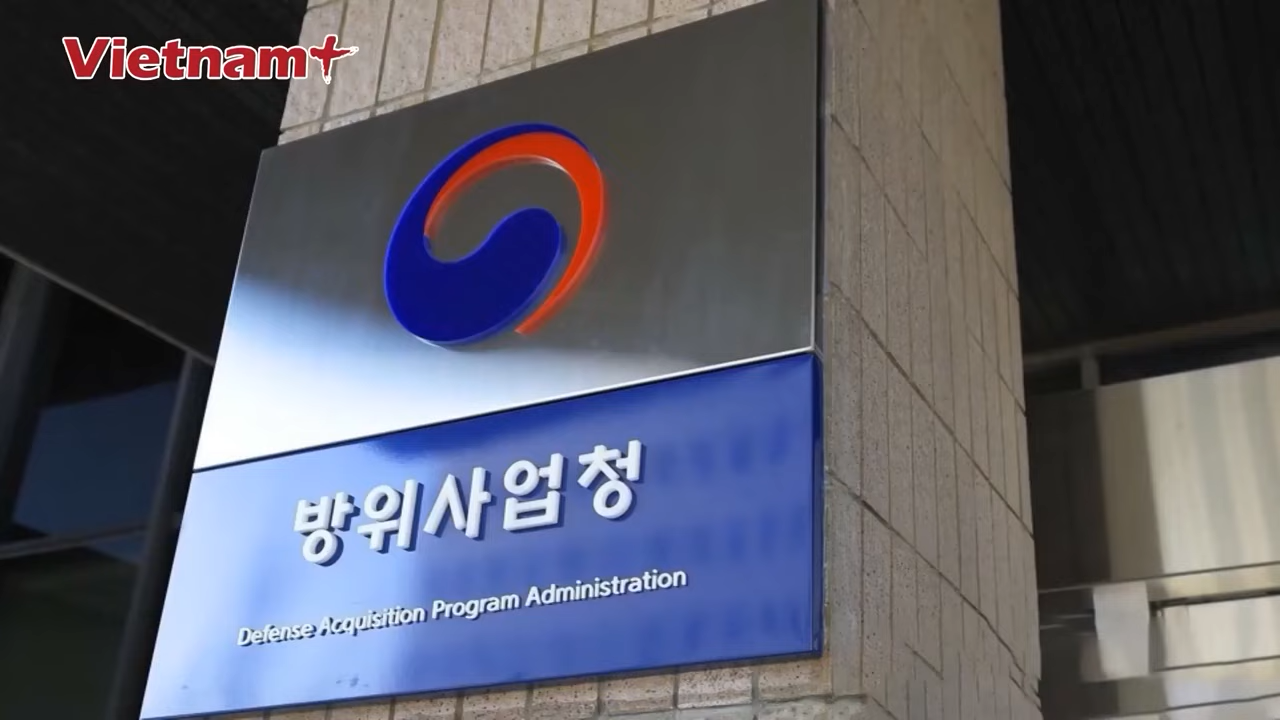 Vietnam+
방위사업청
Defense Acquisition Program Administration